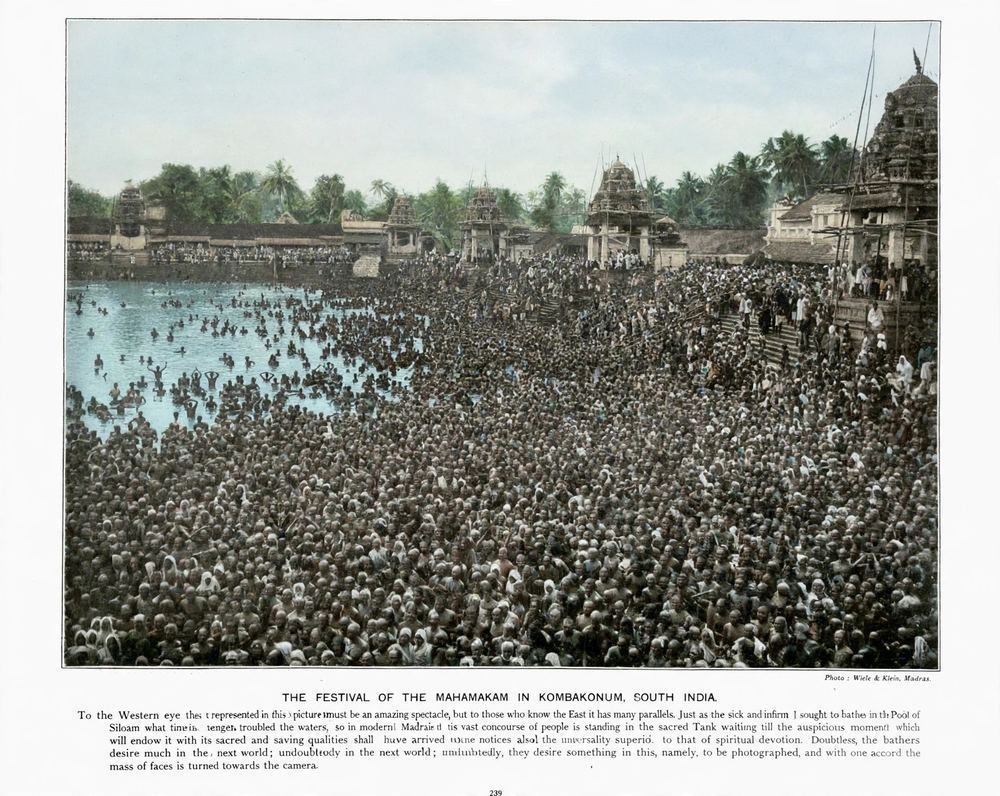 Photo : Wiele & Klein, Madras.
THE FESTIVAL OF THE MAHAMAKAM IN KOMBAKONUM, SOUTH INDIA.
To the Western eye represented in this picture must be an amazing spectacle, but to those who know the East it has many parallels. Just as the sick and infirm sought to bathe in the Pool of
Siloam what troubled the waters, so in modern vast concourse of people is standing in the sacred Tank waiting till the auspicious moment which
will endow it with its sacred and saving qualities shall have arrived notices to that of spiritual devotion. Doubtless, the bathers
desire much in the next world ; in the next world ; they desire something in this, namely, to be photographed, and with one accord the
mass of faces is turned towards the camera.
239